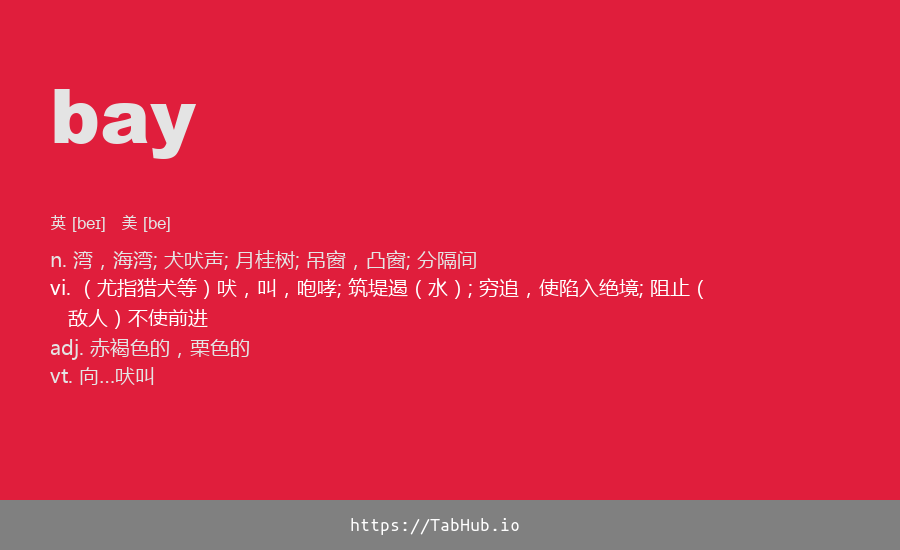 bay
英 [beɪ] 美 [be]
n. 湾，海湾; 犬吠声; 月桂树; 吊窗，凸窗; 分隔间
vi. （尤指猎犬等）吠，叫，咆哮; 筑堤遏（水）; 穷追，使陷入绝境; 阻止（
敌人）不使前进
adj. 赤褐色的，栗色的
vt. 向…吠叫
https://TabHub.io